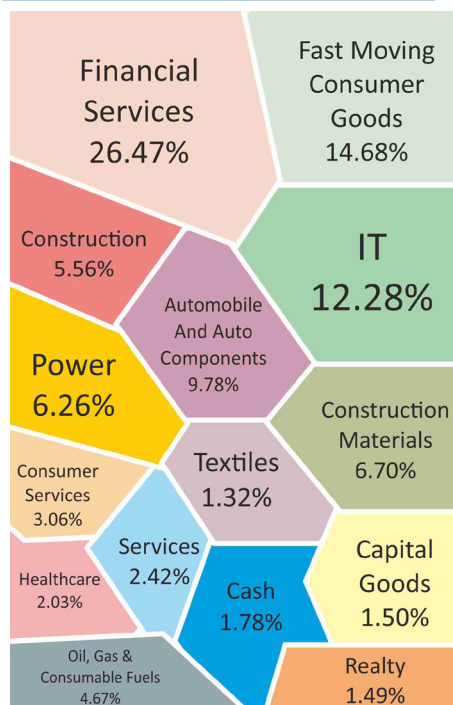 Financial
Services
26.47%
Fast Moving
Consumer
Goods
14.68%
Construction
5.56%
IT
12.28%
Automobile
And Auto
Components
9.78%
Power
6.26%
Construction
Materials
6.70%
Textiles
1.32%
Consumer
Services
3.06%
Services
2.42%
Capital
Goods
1.50%
Healthcare
2.03%
Cash
1.78%
Oil, Gas &
Consumable Fuels
4.67%
Realty
1.49%